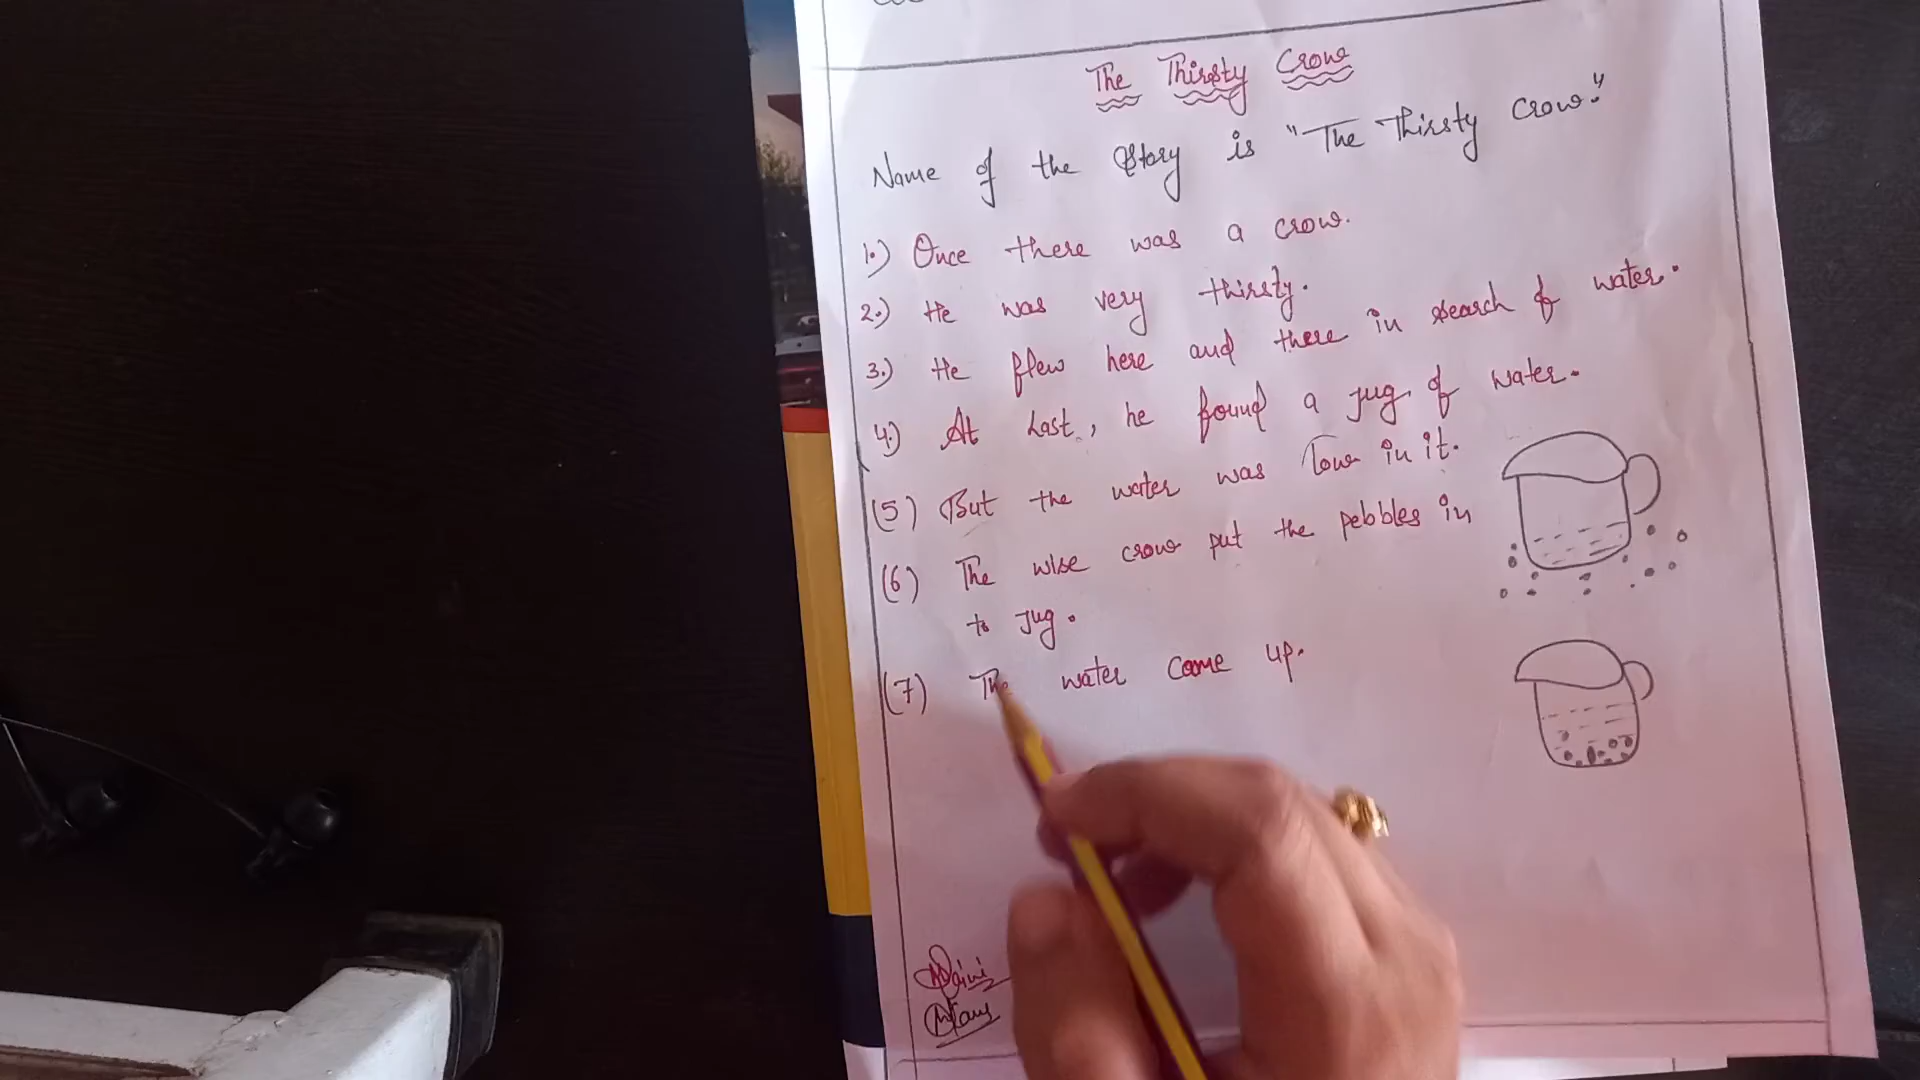 The Thirsty Crow
Name of the Story is "The Thirsty Crow."
1.) Once there was a crow.
2.) He was very thirsty.
3.) He flew here and there in search of water.
4.) At Last, he found a jug of water.
(5) But the water was low in it.
(6) The wise crow put the pebbles in
to Jug.
(7) The water came up.